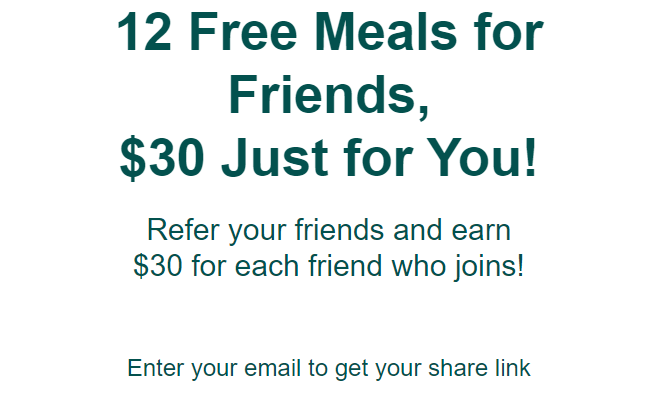 12 Free Meals for
Friends,
$30 Just for You!
Refer your friends and earn
$30 for each friend who joins!
Enter your email to get your share link